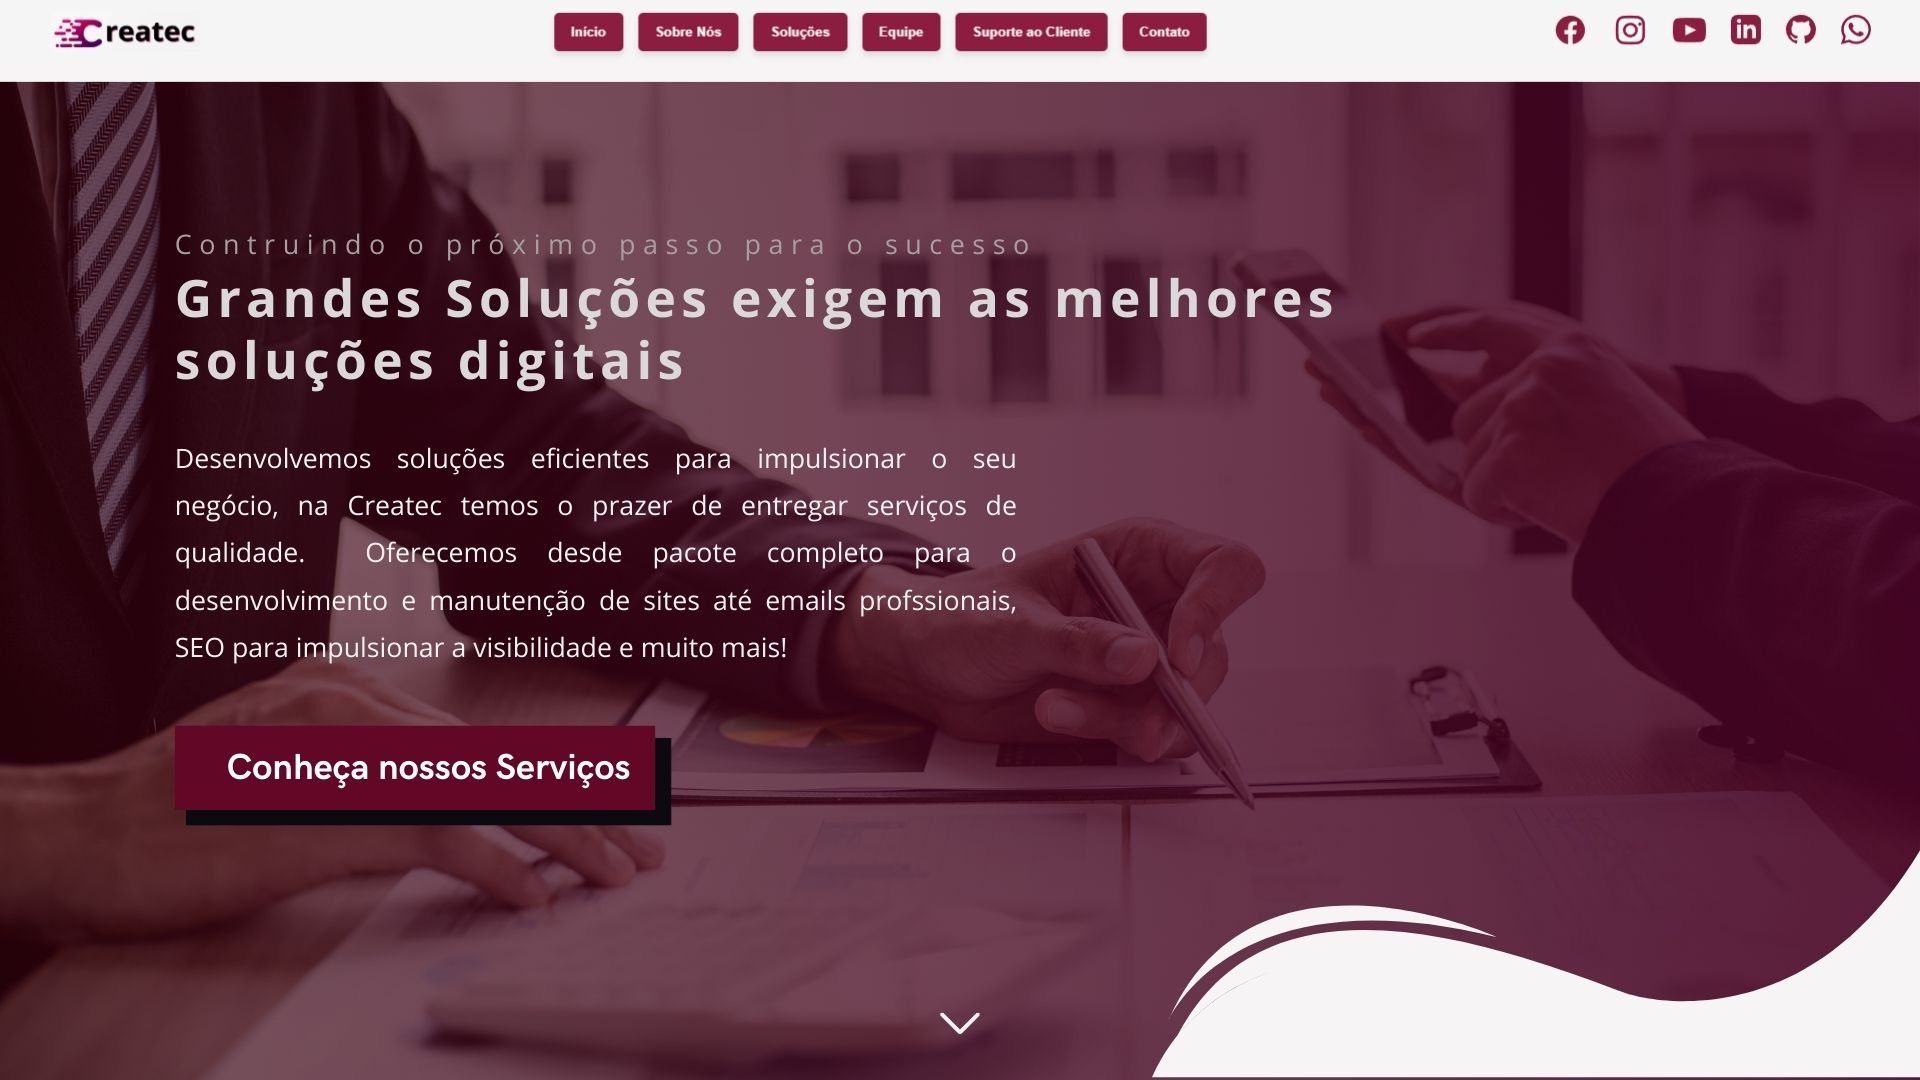 Createc
Início
Sobre Nós
Soluções
Equipe
Suporte ao Cliente
Contato
Contruindo o próximo passo para o sucesso
Grandes Soluções exigem as melhores
soluções digitais
Desenvolvemos soluções eficientes para impulsionar o seu
negócio, na Createc temos o prazer de entregar serviços de
qualidade. Oferecemos desde pacote completo para o
desenvolvimento e manutenção de sites até emails profssionais,
SEO para impulsionar a visibilidade e muito mais!
Conheça nossos Serviços